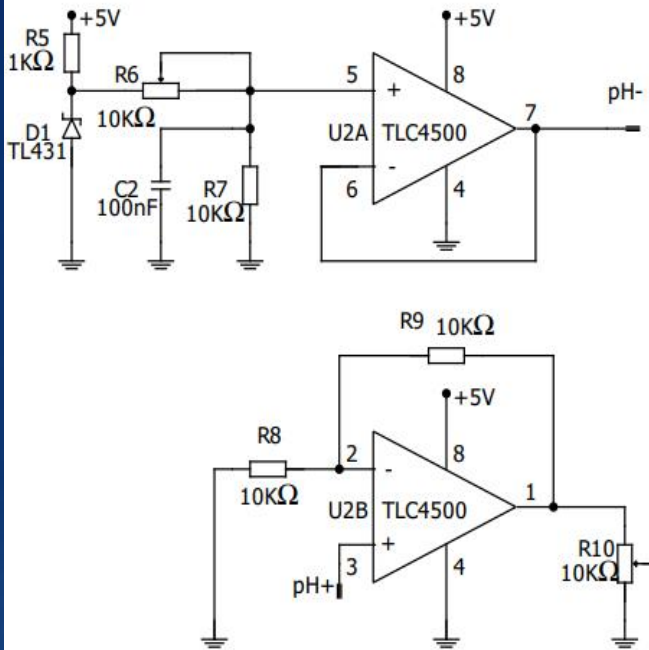 +5V
R5
1KΩ
R6
10KΩ
D1
TL431
C2
100nF
R7
10KΩ
5
+
8
+5V
U2A TLC4500
7
pH-
-
6
4
R9 10KΩ
+5V
R8
10KΩ
2
-
8
U2B TLC4500
1
+
3
4
pH+
R10
10KΩ